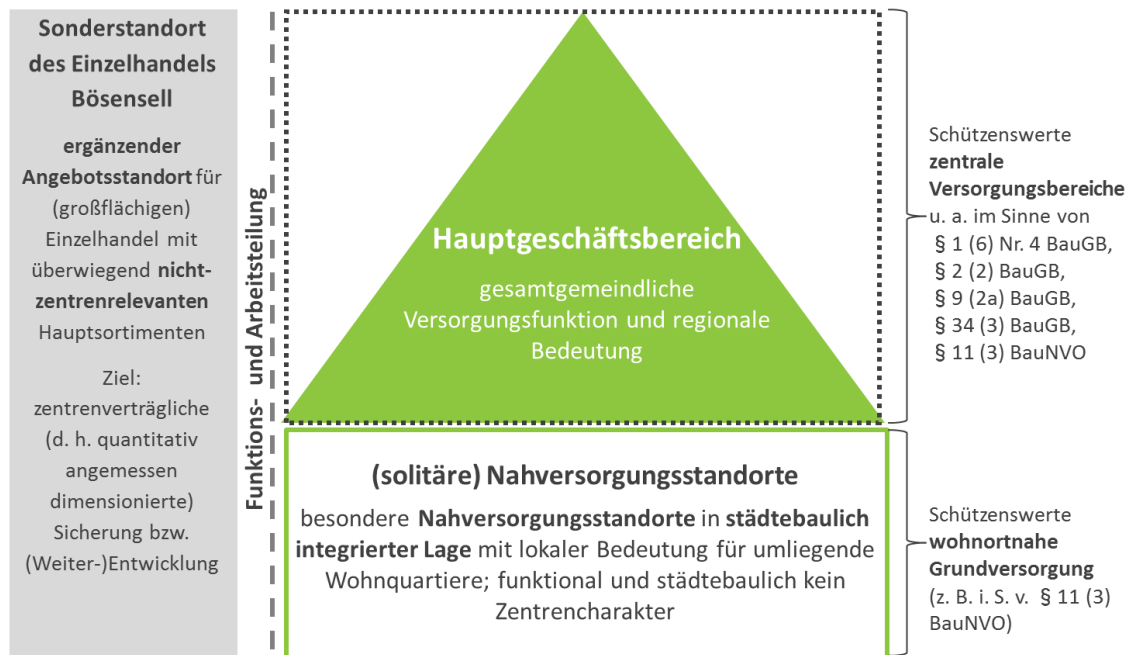 Sonderstandort
des Einzelhandels
Bösensell
ergänzender
Angebotsstandort für
(großflächigen)
Einzelhandel mit
überwiegend nicht-
zentrenrelevanten
Hauptsortimenten
Ziel:
zentrenverträgliche
(d. h. quantitativ
angemessen
dimensionierte)
Sicherung bzw.
(Weiter-)Entwicklung
Funktions- und Arbeitsteilung
Hauptgeschäftsbereich
gesamtgemeindliche
Versorgungsfunktion und regionale
Bedeutung
(solitäre) Nahversorgungsstandorte
besondere Nahversorgungsstandorte in städtebaulich
integrierter Lage mit lokaler Bedeutung für umliegende
Wohnquartiere; funktional und städtebaulich kein
Zentrencharakter
Schützenswerte
zentrale
Versorgungsbereiche
u. a. im Sinne von
§ 1 (6) Nr. 4 BauGB,
§ 2 (2) BauGB,
§ 9 (2a) BauGB,
§ 34 (3) BauGB,
§ 11 (3) BauNVO
Schützenswerte
wohnortnahe
Grundversorgung
(z. B. i. S. v. § 11 (3)
BauNVO)